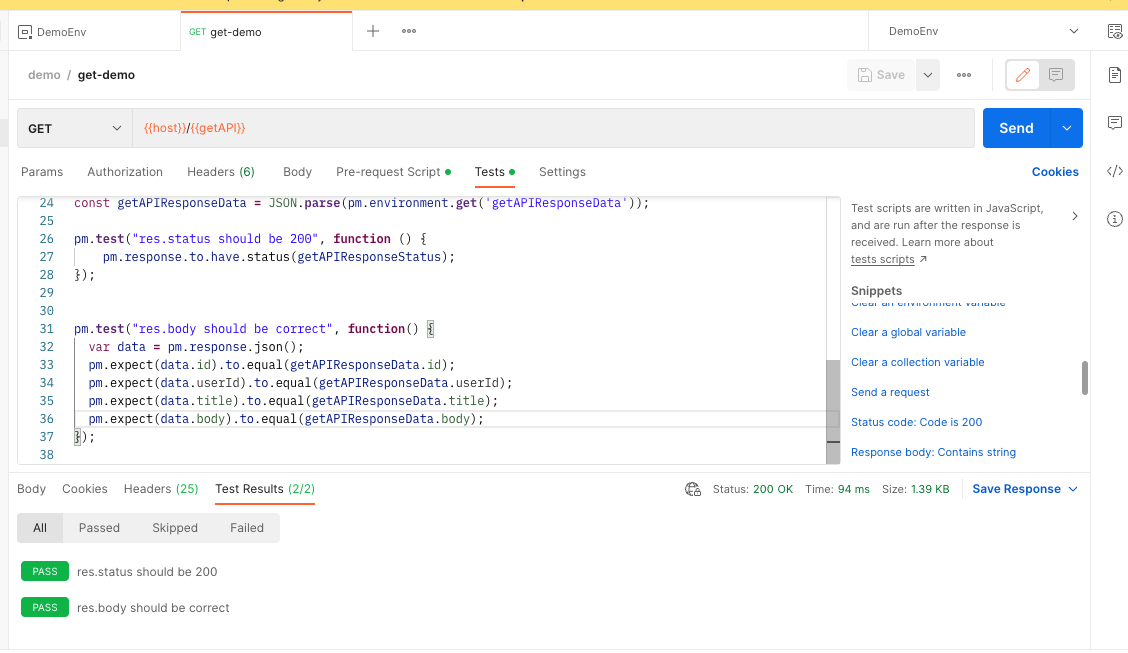 DemoEnv
GET get-demo
DemoEnv
demo / get-demo
Save
GET
{{host}}/{{getAPI}}
Send
Params Authorization Headers (6) Body Pre-request Script Tests Settings Cookies
24 const getAPIResponseData = JSON.parse(pm.environment.get('getAPIResponseData'));
25
26 pm.test("res.status should be 200", function () {
27     pm.response.to.have.status(getAPIResponseStatus);
28 });
29
30
31 pm.test("res.body should be correct", function() {
32   var data = pm.response.json();
33   pm.expect(data.id).to.equal(getAPIResponseData.id);
34   pm.expect(data.userId).to.equal(getAPIResponseData.userId);
35   pm.expect(data.title).to.equal(getAPIResponseData.title);
36   pm.expect(data.body).to.equal(getAPIResponseData.body);
37 });
38
Test scripts are written in JavaScript,
and are run after the response is
received. Learn more about
tests scripts ↗
Snippets
Clear an environment variable
Clear a global variable
Clear a collection variable
Send a request
Status code: Code is 200
Response body: Contains string
Body Cookies Headers (25) Test Results (2/2) Status: 200 OK Time: 94 ms Size: 1.39 KB Save Response
All Passed Skipped Failed
PASS res.status should be 200
PASS res.body should be correct